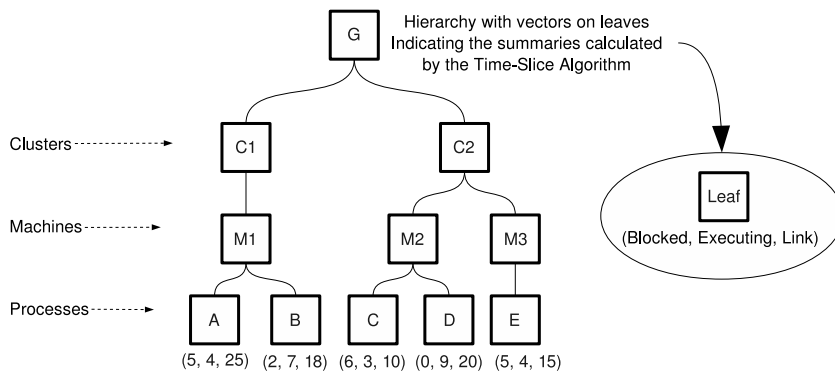 G
Hierarchy with vectors on leaves
Indicating the summaries calculated
by the Time-Slice Algorithm
Clusters
C1
C2
Leaf
(Blocked, Executing, Link)
Machines
M1
M2
M3
Processes
A
B
C
D
E
(5, 4, 25)
(2, 7, 18)
(6, 3, 10)
(0, 9, 20)
(5, 4, 15)